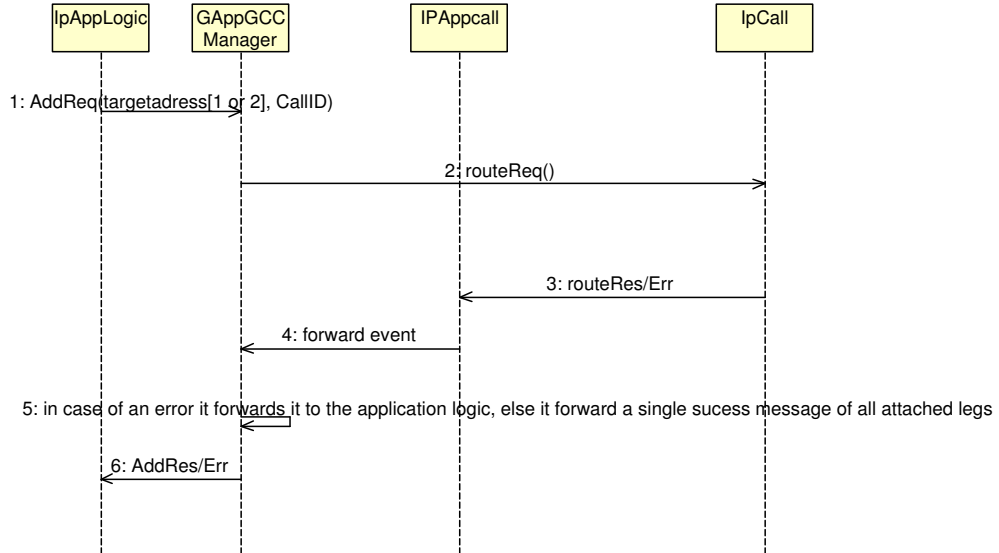 IpAppLogic
GAppGCC
Manager
IPAppcall
IpCall
1: AddReq(targetadress[1 or 2], CallID)
2: routeReq()
3: routeRes/Err
4: forward event
5: in case of an error it forwards it to the application logic, else it forward a single sucess message of all attached legs
6: AddRes/Err